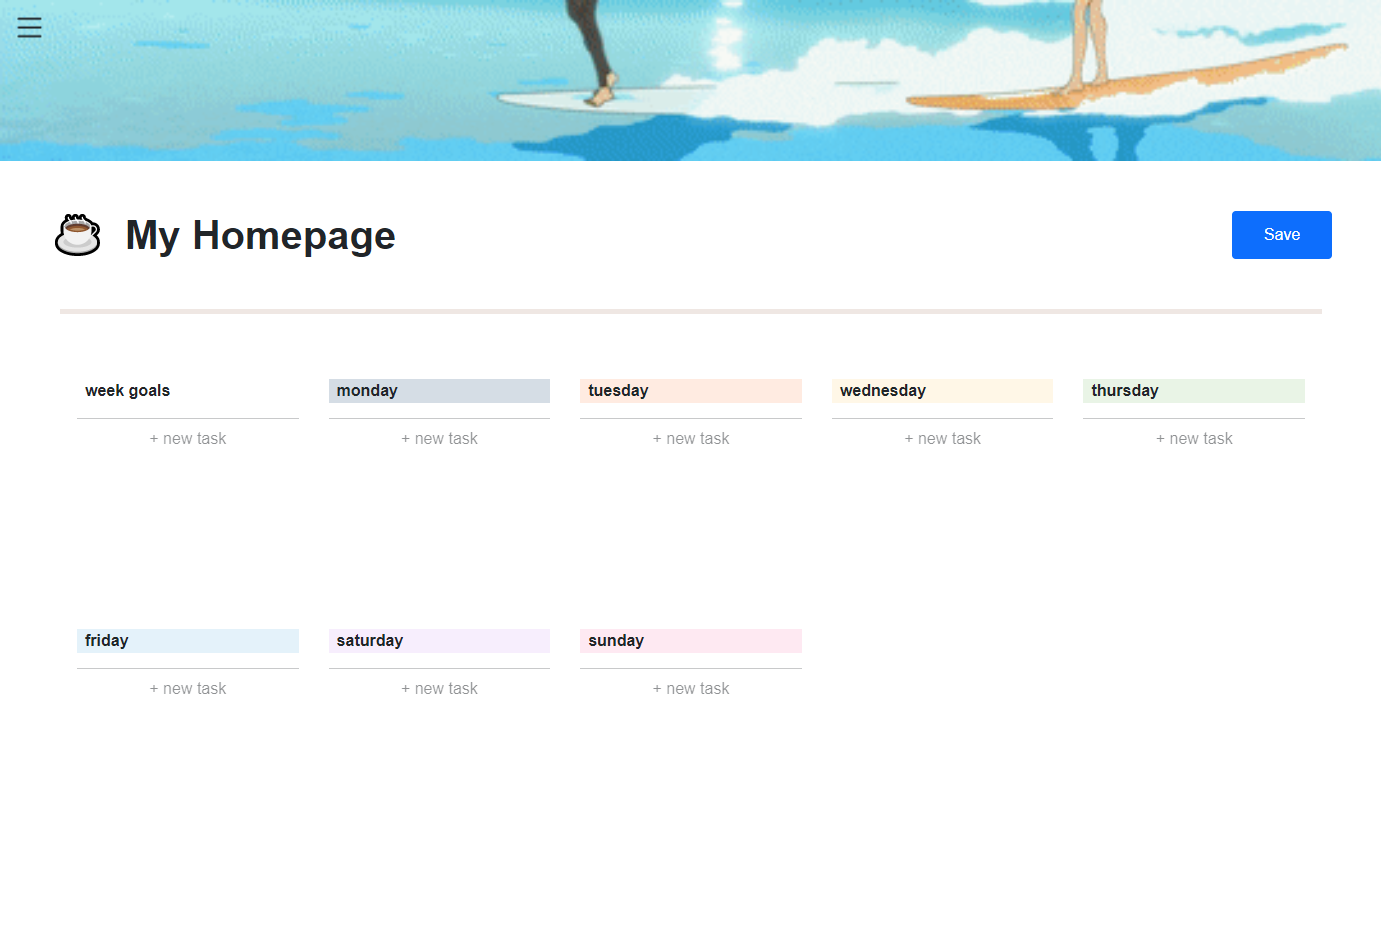 My Homepage
Save
week goals
monday
tuesday
wednesday
thursday
+ new task
+ new task
+ new task
+ new task
+ new task
friday
saturday
sunday
+ new task
+ new task
+ new task